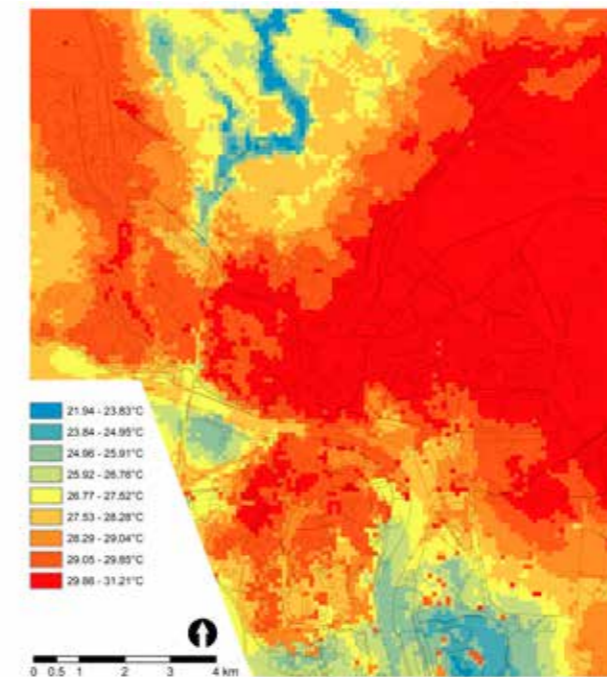 21.94 - 23.83°C
23.84 - 24.95°C
24.96 - 25.91°C
25.92 - 26.76°C
26.77 - 27.52°C
27.53 - 28.28°C
28.29 - 29.04°C
29.05 - 29.85°C
29.86 - 31.21°C
0 0.5 1 2 3 4 km